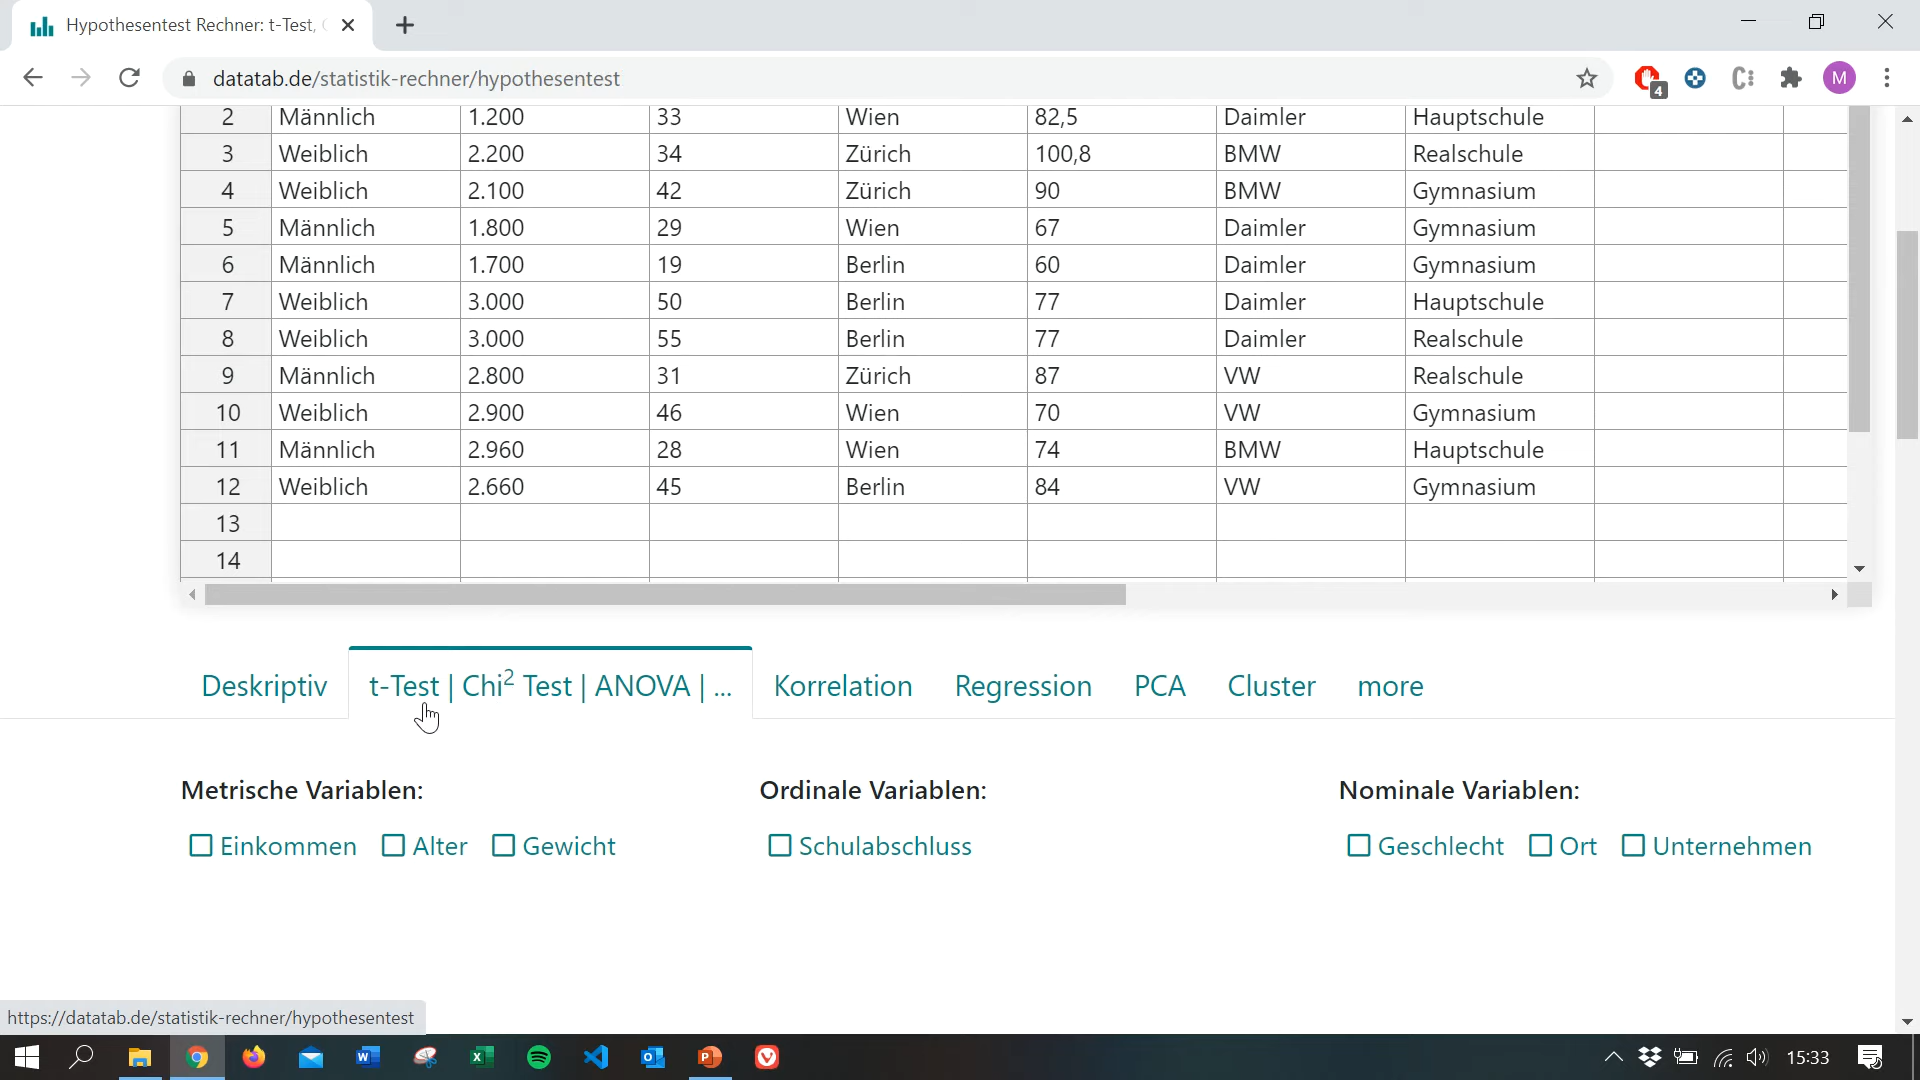 Hypothesentest Rechner: t-Test,
datatab.de/statistik-rechner/hypothesentest
4
M
2 Männlich 1.200 33 Wien 82,5 Daimler Hauptschule
3 Weiblich 2.200 34 Zürich 100,8 BMW Realschule
4 Weiblich 2.100 42 Zürich 90 BMW Gymnasium
5 Männlich 1.800 29 Wien 67 Daimler Gymnasium
6 Männlich 1.700 19 Berlin 60 Daimler Gymnasium
7 Weiblich 3.000 50 Berlin 77 Daimler Hauptschule
8 Weiblich 3.000 55 Berlin 77 Daimler Realschule
9 Männlich 2.800 31 Zürich 87 VW Realschule
10 Weiblich 2.900 46 Wien 70 VW Gymnasium
11 Männlich 2.960 28 Wien 74 BMW Hauptschule
12 Weiblich 2.660 45 Berlin 84 VW Gymnasium
13
14
Deskriptiv t-Test | Chi² Test | ANOVA | ... Korrelation Regression PCA Cluster more
Metrische Variablen: Ordinale Variablen: Nominale Variablen:
Einkommen Alter Gewicht Schulabschluss Geschlecht Ort Unternehmen
https://datatab.de/statistik-rechner/hypothesentest
15:33